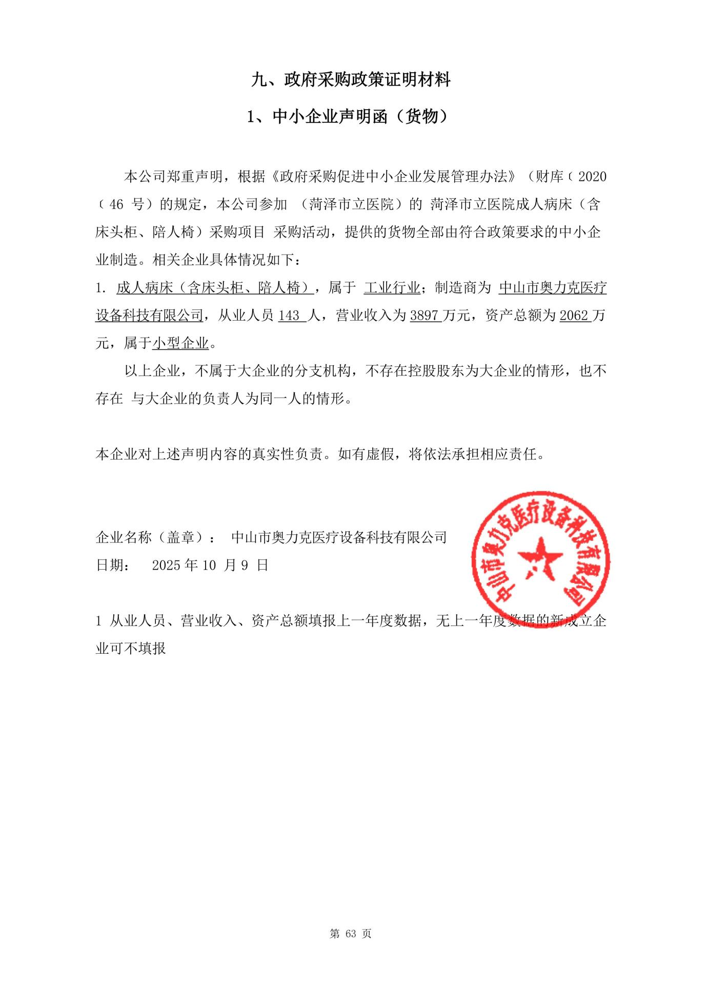 九、政府采购政策证明材料
1、中小企业声明函（货物）
本公司郑重声明，根据《政府采购促进中小企业发展管理办法》（财库﹝2020
﹝46 号）的规定，本公司参加 （菏泽市立医院）的 菏泽市立医院成人病床（含
床头柜、陪人椅）采购项目 采购活动，提供的货物全部由符合政策要求的中小企
业制造。相关企业具体情况如下：
1. 成人病床（含床头柜、陪人椅），属于 工业行业；制造商为 中山市奥力克医疗
设备科技有限公司，从业人员 143 人，营业收入为 3897 万元，资产总额为 2062 万
元，属于小型企业。
以上企业，不属于大企业的分支机构，不存在控股股东为大企业的情形，也不
存在 与大企业的负责人为同一人的情形。
本企业对上述声明内容的真实性负责。如有虚假，将依法承担相应责任。
中山市奥力克医疗设备科技有限公司
企业名称（盖章）： 中山市奥力克医疗设备科技有限公司
日期： 2025 年 10 月 9 日
1 从业人员、营业收入、资产总额填报上一年度数据，无上一年度数据的新成立企
业可不填报
第 63 页